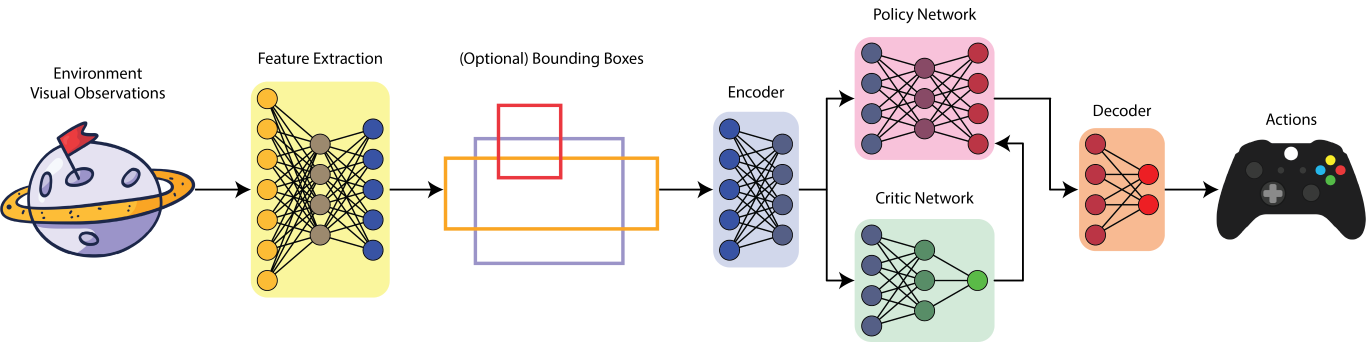 Environment
Visual Observations
Feature Extraction
(Optional) Bounding Boxes
Encoder
Policy Network
Critic Network
Decoder
Actions